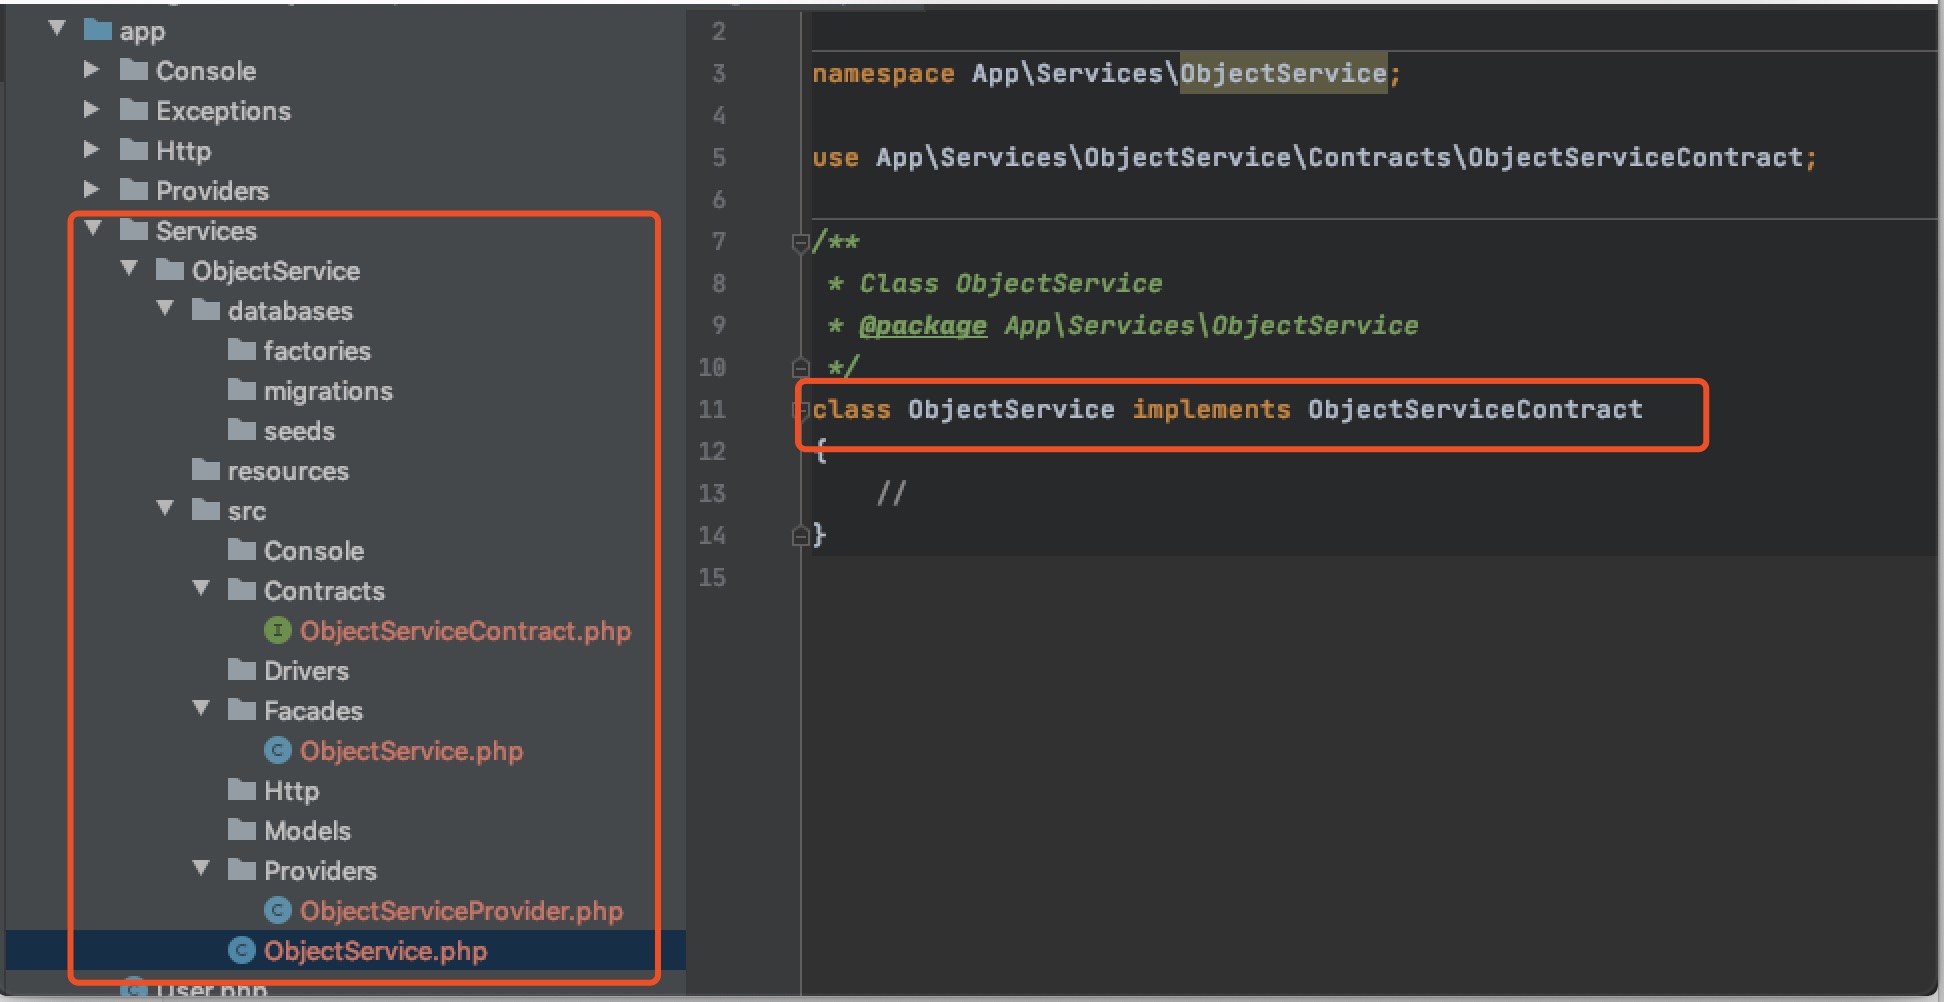 app
Console
Exceptions
Http
Providers
Services
ObjectService
databases
factories
migrations
seeds
resources
src
Console
Contracts
ObjectServiceContract.php
Drivers
Facades
ObjectService.php
Http
Models
Providers
ObjectServiceProvider.php
ObjectService.php
User.php
2
3 namespace App\Services\ObjectService;
4
5 use App\Services\ObjectService\Contracts\ObjectServiceContract;
6
7 /**
8 * Class ObjectService
9 * @package App\Services\ObjectService
10 */
11 class ObjectService implements ObjectServiceContract
12 {
13 //
14 }
15